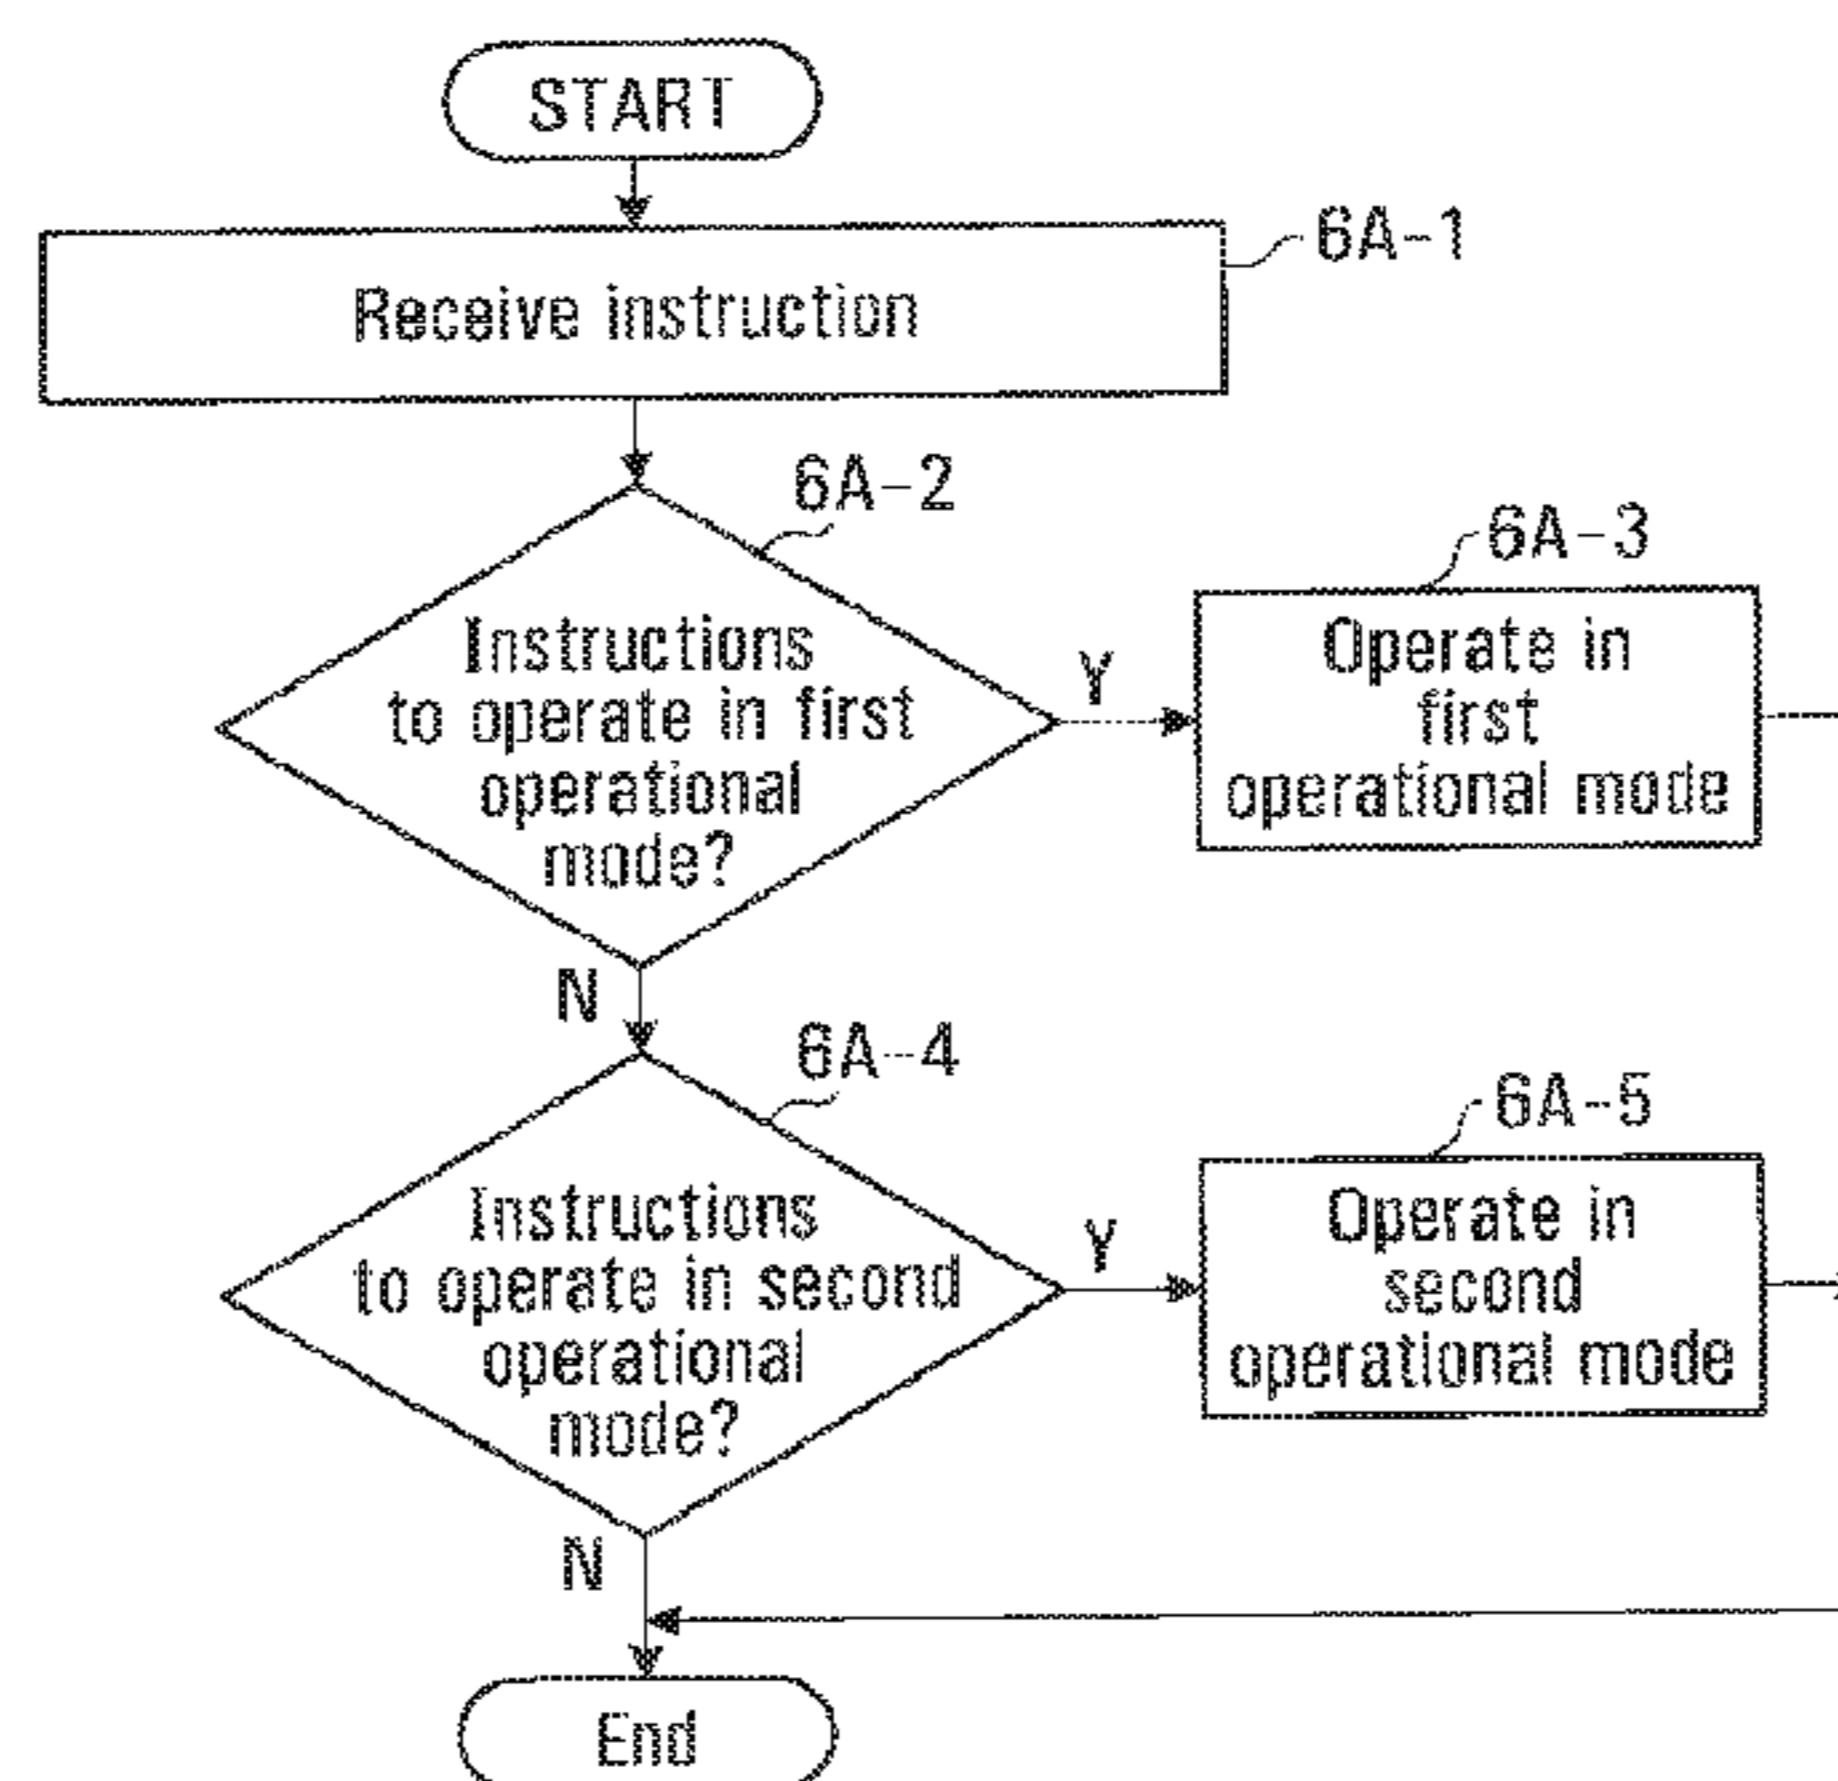 START
6A-1
Receive instruction
6A-2
Instructions
to operate in first
operational
mode?
Y
6A-3
Operate in
first
operational mode
N
6A-4
Instructions
to operate in second
operational
mode?
Y
6A-5
Operate in
second
operational mode
N
End